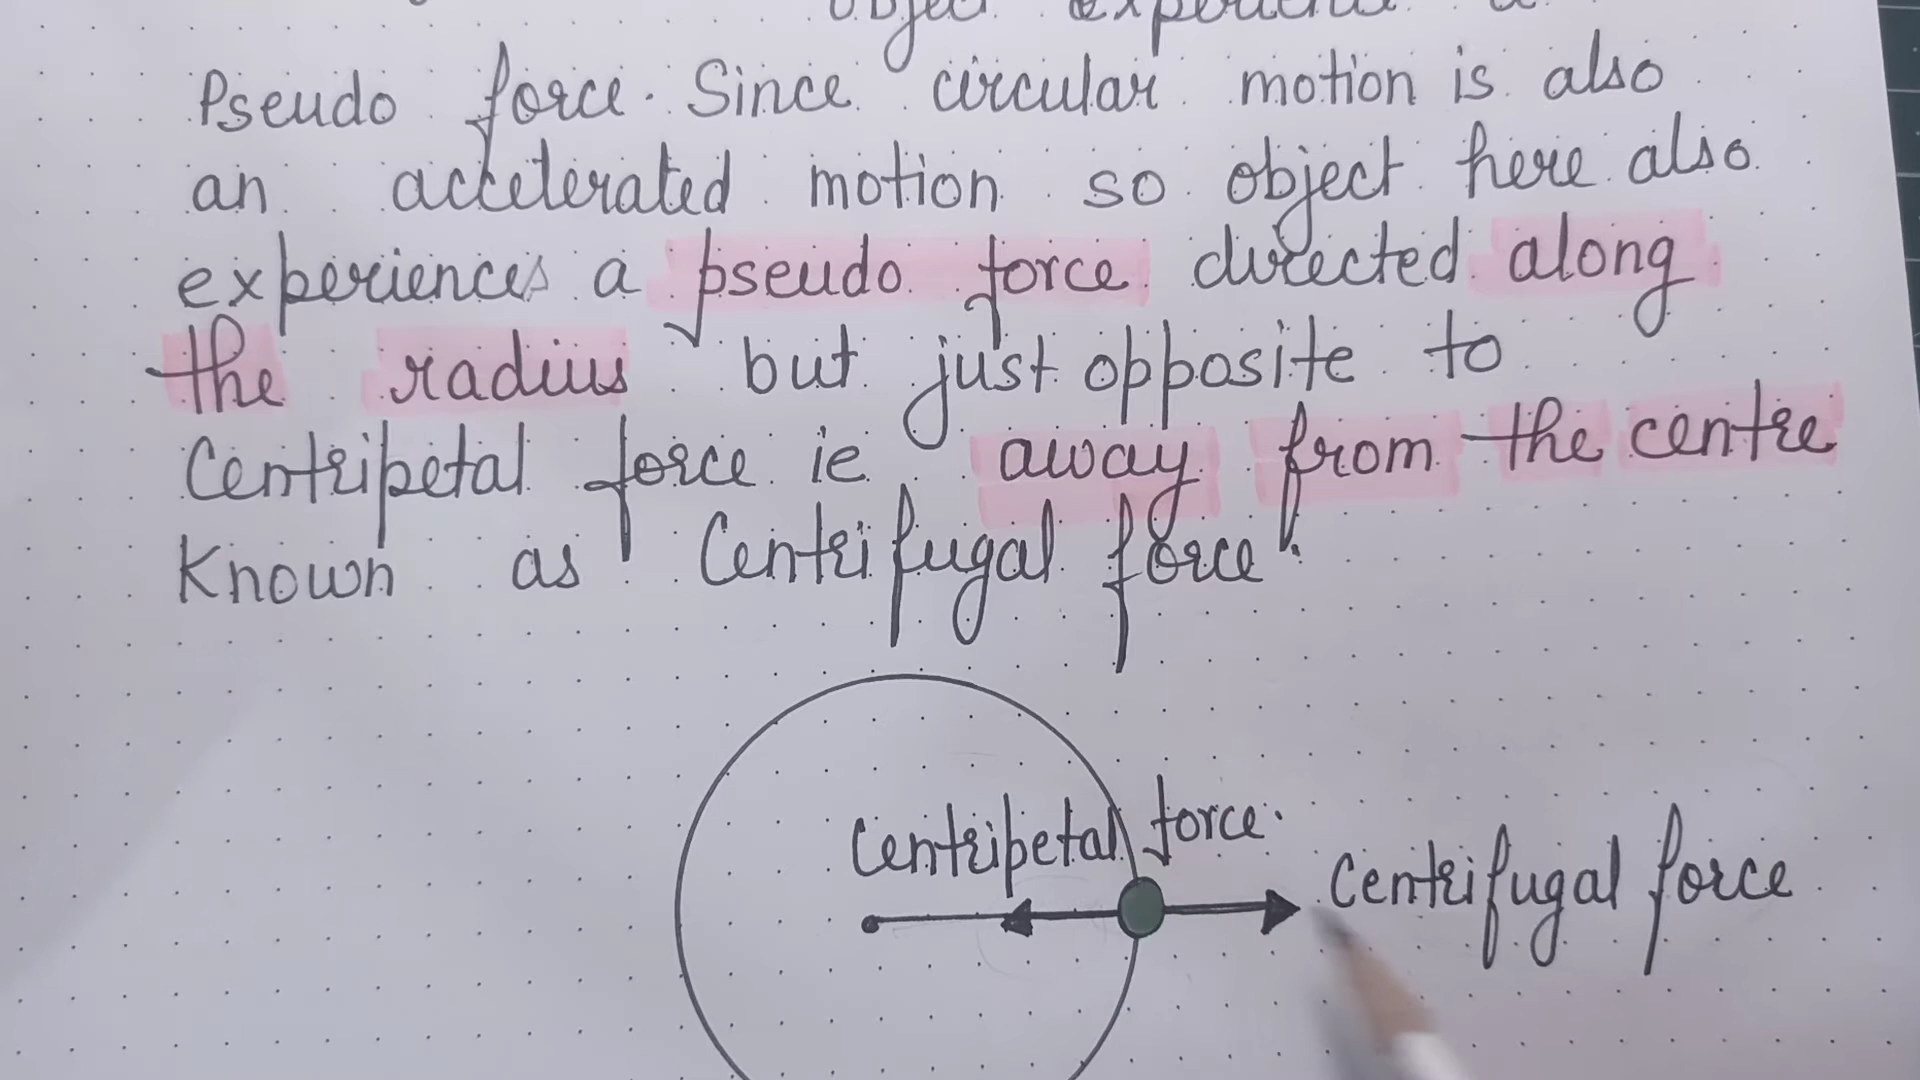 object experience a
Pseudo force. Since circular motion is also
an accelerated motion so object here also
experiences a pseudo force directed along
the radius but just opposite to
Centripetal force ie away from the centre
Known as Centrifugal force.
Centripetal force.
Centrifugal force